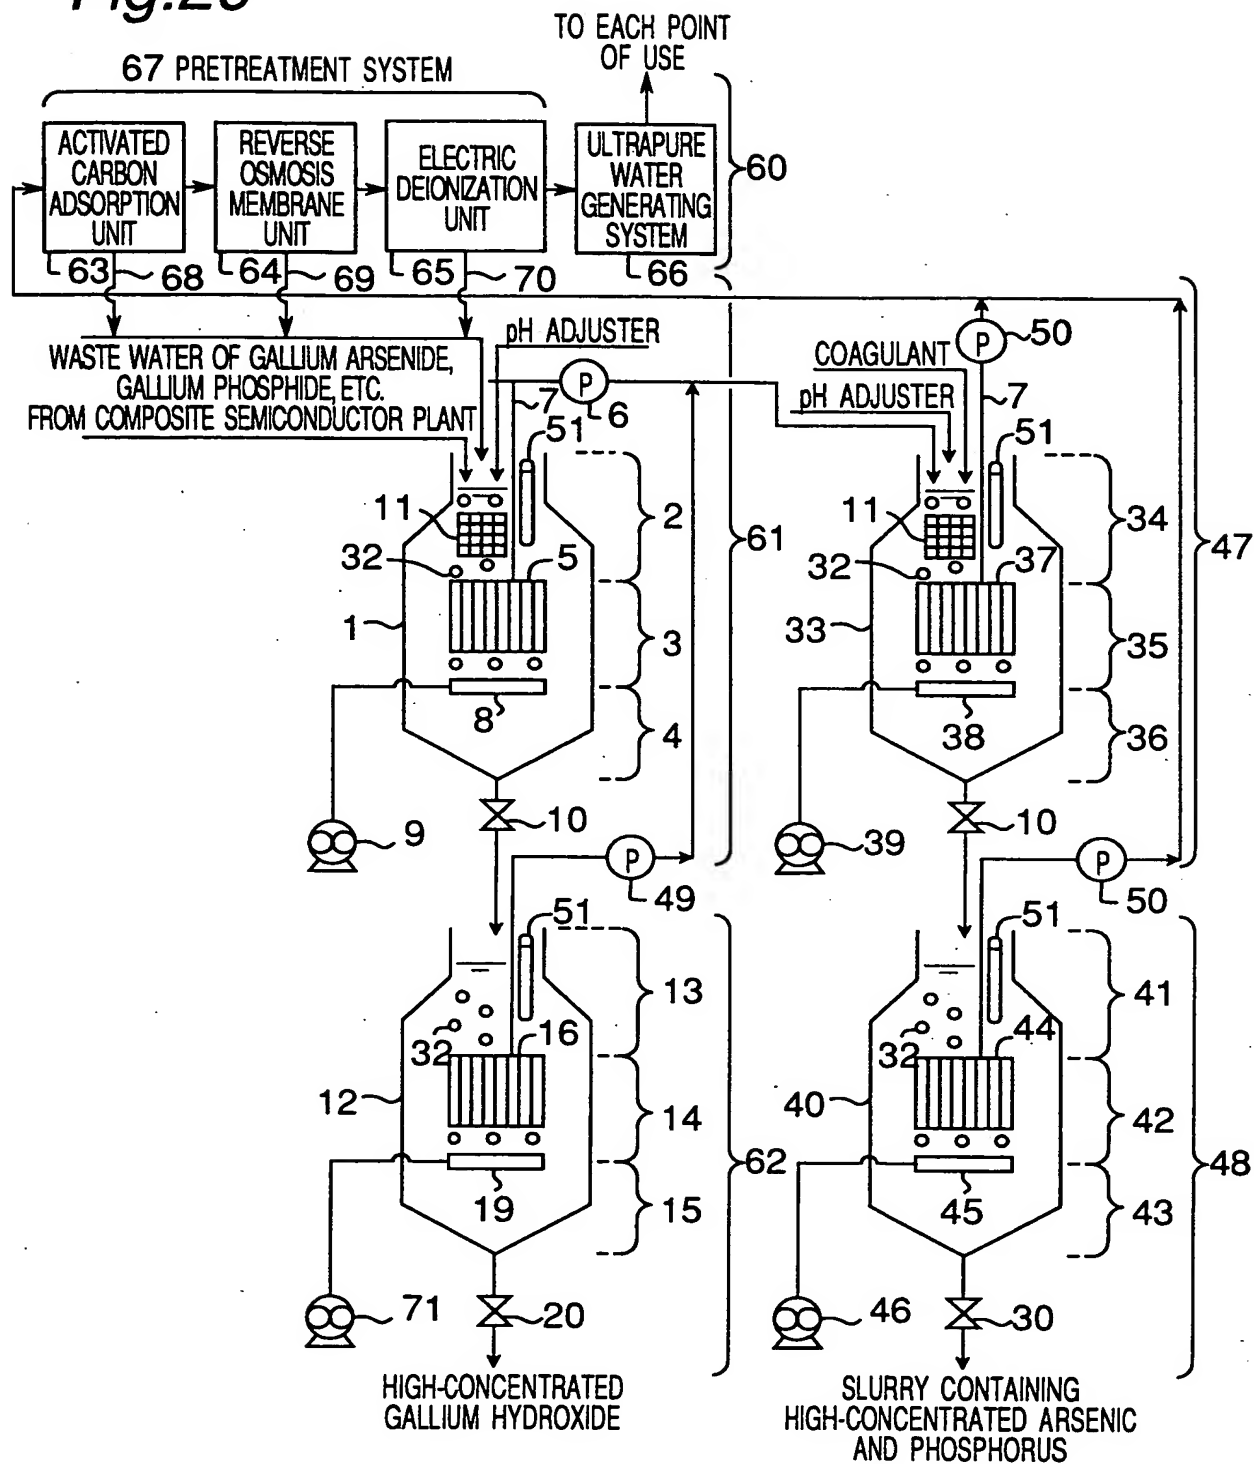 TO EACH POINT
OF USE
67 PRETREATMENT SYSTEM
ACTIVATED
CARBON
ADSORPTION
UNIT
REVERSE
OSMOSIS
MEMBRANE
UNIT
ELECTRIC
DEIONIZATION
UNIT
ULTRAPURE
WATER
GENERATING
SYSTEM
60
63
68
64
69
65
70
66
pH ADJUSTER
WASTE WATER OF GALLIUM ARSENIDE,
GALLIUM PHOSPHIDE, ETC.
FROM COMPOSITE SEMICONDUCTOR PLANT
P
6
7
51
COAGULANT
pH ADJUSTER
P
50
7
51
11
32
5
1
2
3
4
8
9
10
61
11
32
37
33
34
35
36
38
39
10
47
P
49
P
50
51
13
32
16
12
14
19
15
71
20
62
51
41
32
44
40
42
45
43
46
30
48
HIGH-CONCENTRATED
GALLIUM HYDROXIDE
SLURRY CONTAINING
HIGH-CONCENTRATED ARSENIC
AND PHOSPHORUS